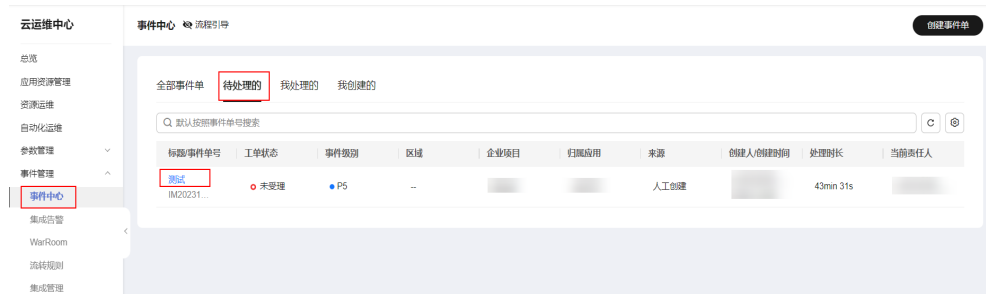 云运维中心
事件中心 流程引导
创建事件单
总览
应用资源管理
资源运维
自动化运维
参数管理
事件管理
事件中心
集成告警
WarRoom
流转规则
集成管理
全部事件单 待处理的 我处理的 我创建的
默认按照事件单号搜索
标题/事件单号 工单状态 事件级别 区域 企业项目 归属应用 来源 创建人/创建时间 处理时长 当前责任人
测试 未受理 P5 -- 人工创建 43min 31s
IM20231...